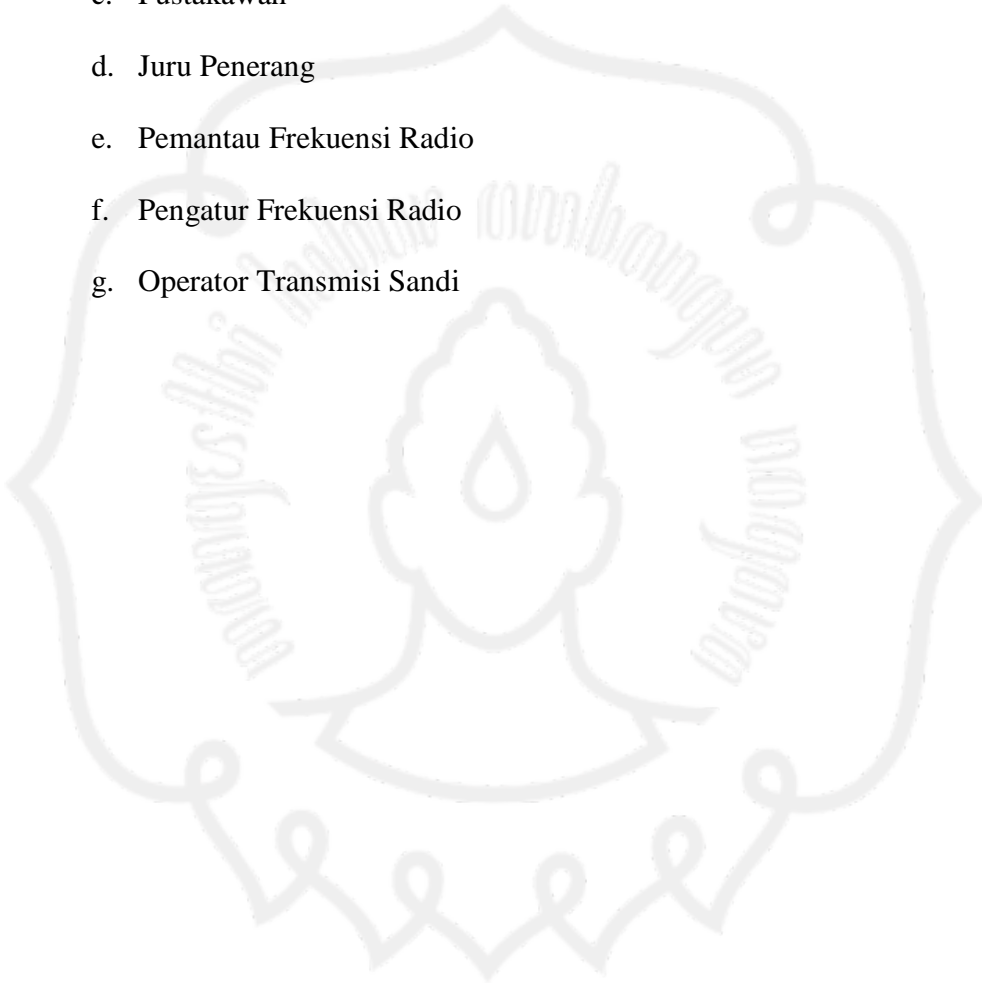 d. Juru Penerang
e. Pemantau Frekuensi Radio
f. Pengatur Frekuensi Radio
g. Operator Transmisi Sandi